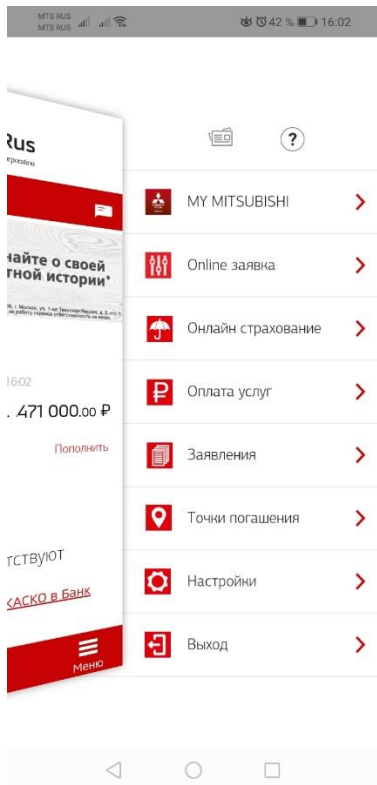 MTS RUS
MTS RUS
42 % 16:02
Rus
?
MY MITSUBISHI
найте о своей
тной истории*
Online заявка
Онлайн страхование
16:02
. 471 000.00 ₽
Оплата услуг
Пополнить
Заявления
Точки погашения
тствуют
КАСКО в Банк
Настройки
Меню
Выход